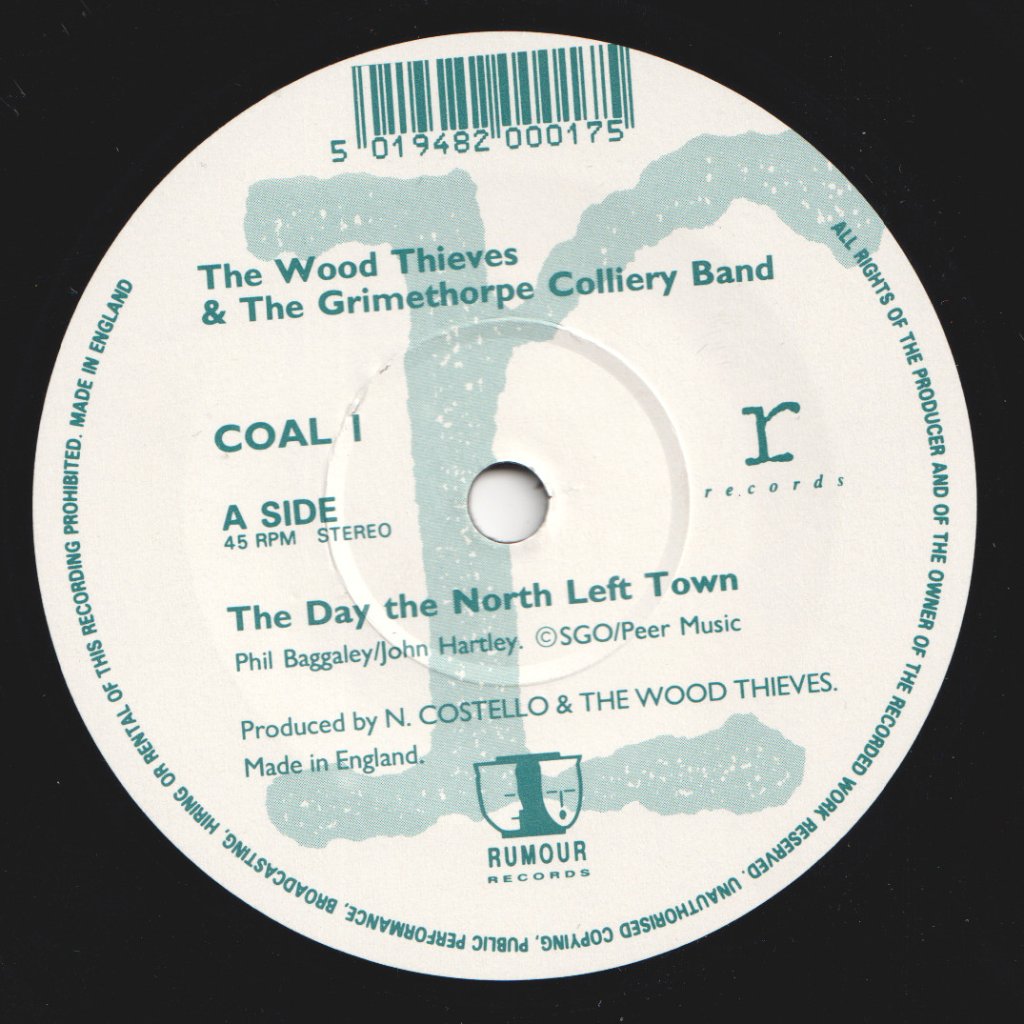 5 019482 000175
The Wood Thieves
& The Grimethorpe Colliery Band
COAL 1
r
records
A SIDE
45 RPM STEREO
The Day the North Left Town
Phil Baggaley/John Hartley. ©SGO/Peer Music
Produced by N. COSTELLO & THE WOOD THIEVES.
Made in England.
RUMOUR
RECORDS
ALL RIGHTS OF THE PRODUCER AND OF THE OWNER OF THE RECORDED WORK RESERVED. UNAUTHORISED COPYING, PUBLIC PERFORMANCE, BROADCASTING, HIRING OR RENTAL OF THIS RECORDING PROHIBITED. MADE IN ENGLAND